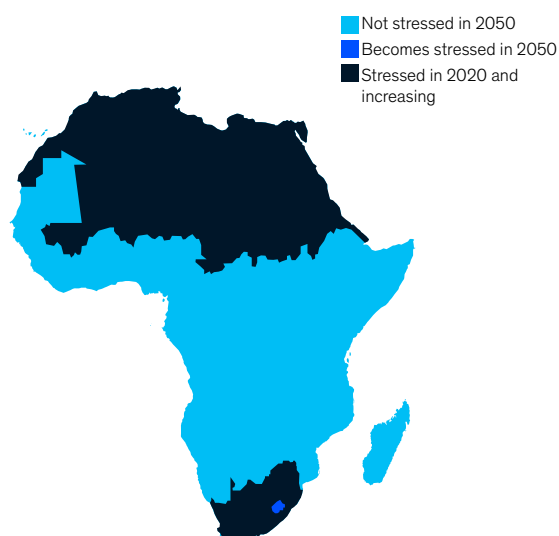 Not stressed in 2050
Becomes stressed in 2050
Stressed in 2020 and
increasing